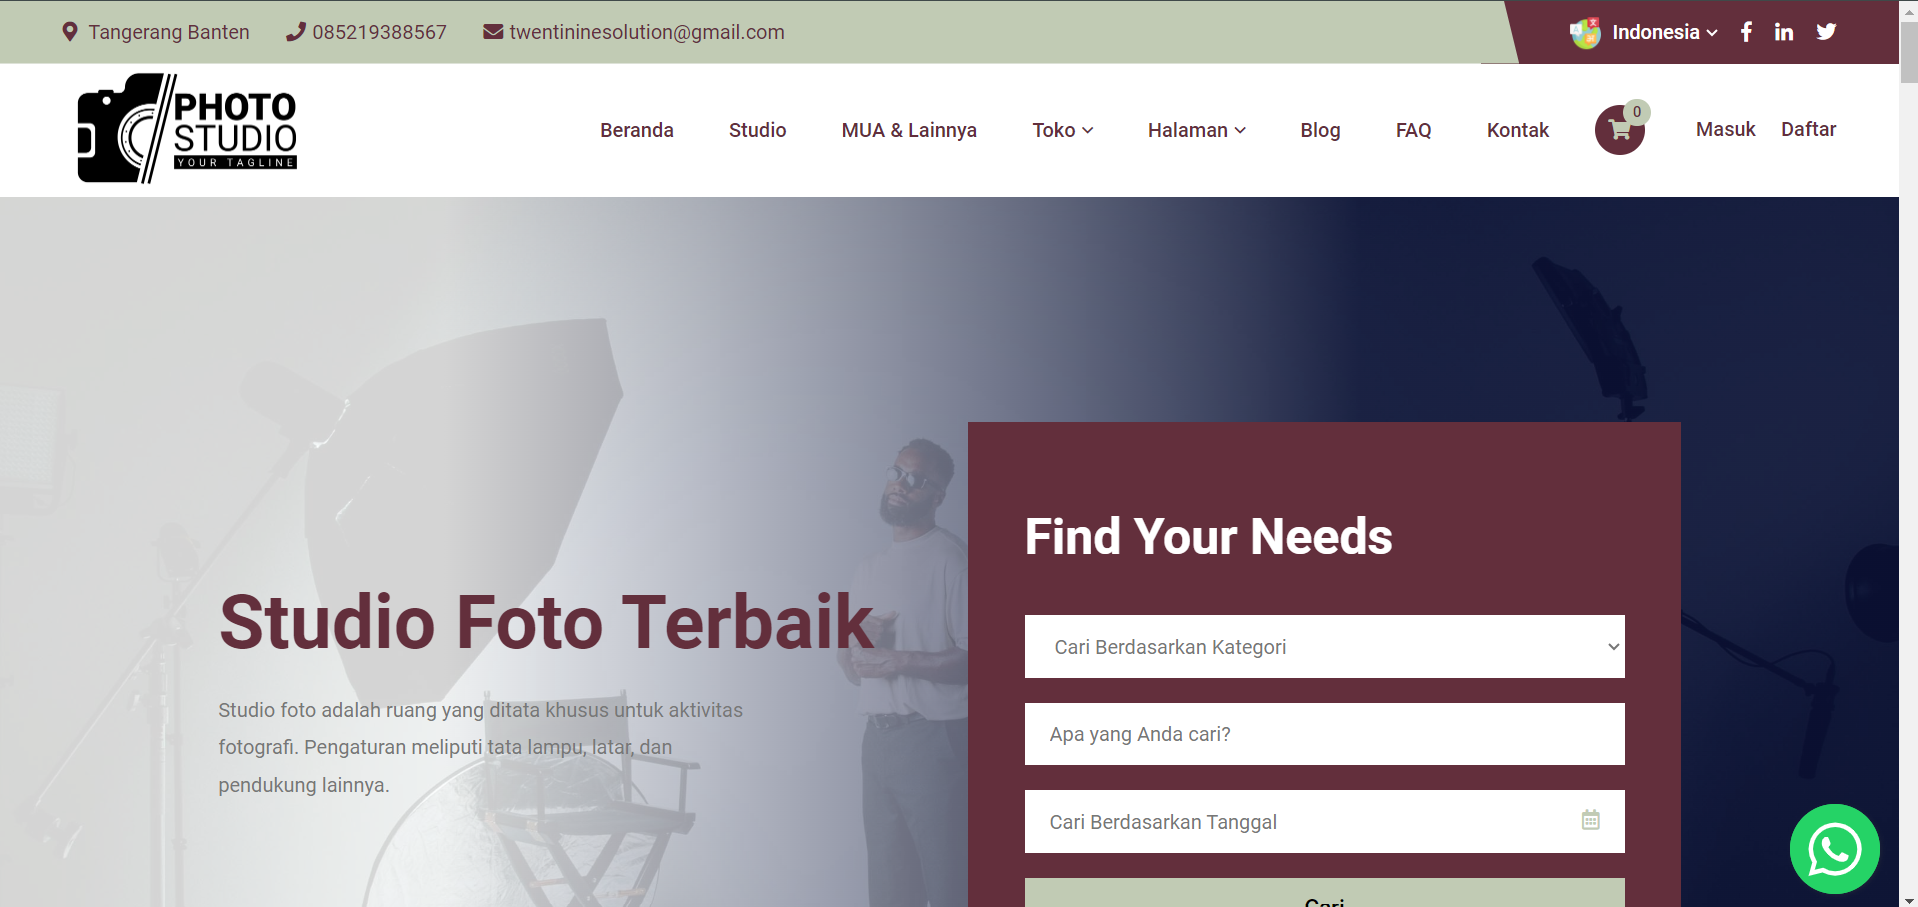 Tangerang Banten
085219388567
twentininesolution@gmail.com
Indonesia
PHOTO
STUDIO
YOUR TAGLINE
Beranda
Studio
MUA & Lainnya
Toko
Halaman
Blog
FAQ
Kontak
0
Masuk
Daftar
Studio Foto Terbaik
Studio foto adalah ruang yang ditata khusus untuk aktivitas
fotografi. Pengaturan meliputi tata lampu, latar, dan
pendukung lainnya.
Find Your Needs
Cari Berdasarkan Kategori
Apa yang Anda cari?
Cari Berdasarkan Tanggal
Cari